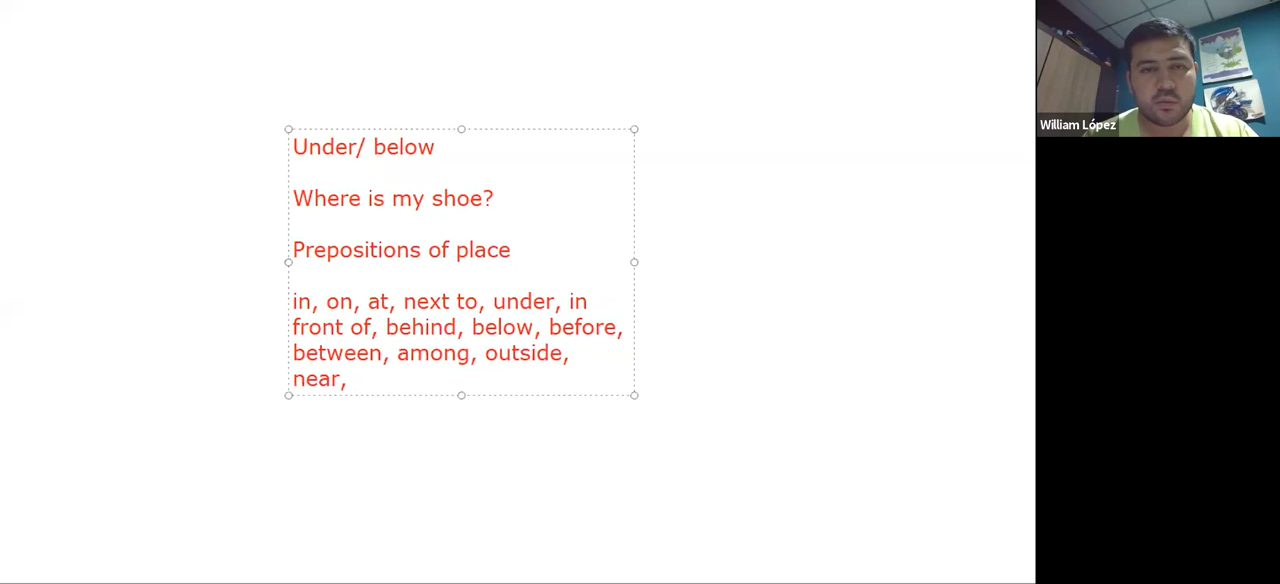 Under/ below
Where is my shoe?
Prepositions of place
in, on, at, next to, under, in
front of, behind, below, before,
between, among, outside,
near,
William López